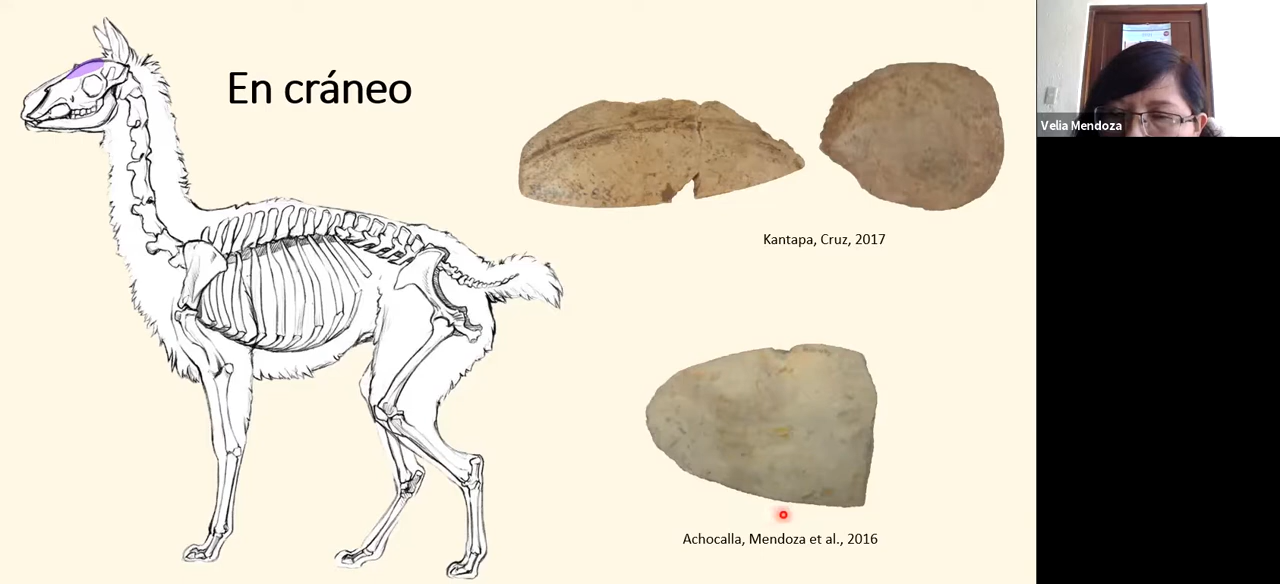 En cráneo
Velia Mendoza
Kantapa, Cruz, 2017
Achocalla, Mendoza et al., 2016